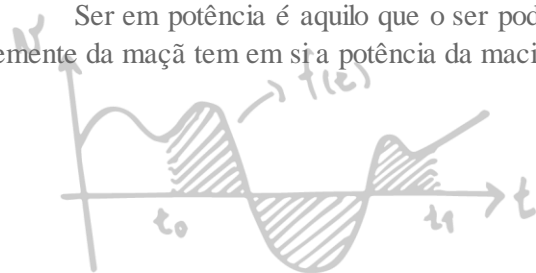 Ser em potência é aquilo que o ser pod
emente da maçã tem em si a potência da maci
v
f(t)
t₀
t₁
t